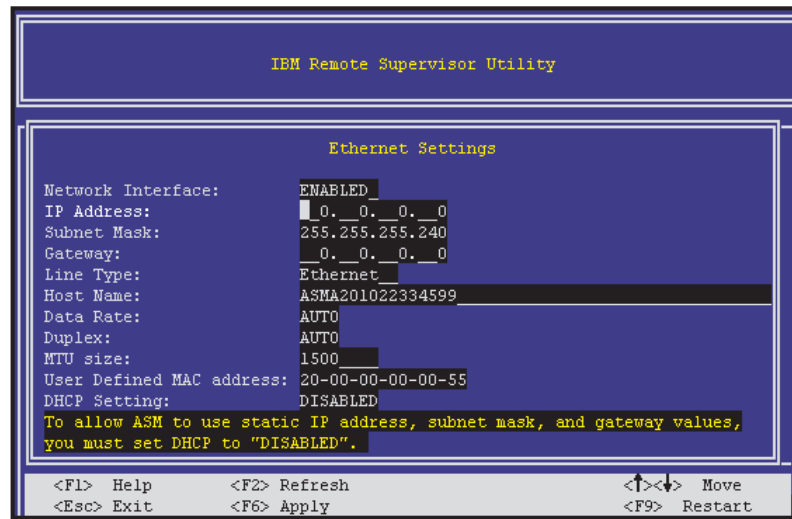 IBM Remote Supervisor Utility
Ethernet Settings
Network Interface: ENABLED_
IP Address: _0.__0.__0.__0
Subnet Mask: 255.255.255.240
Gateway: __0.__0.__0.__0
Line Type: Ethernet__
Host Name: ASMA201022334599________________________________
Data Rate: AUTO
Duplex: AUTO
MTU size: 1500____
User Defined MAC address: 20-00-00-00-00-55
DHCP Setting: DISABLED
To allow ASM to use static IP address, subnet mask, and gateway values,
you must set DHCP to "DISABLED".
<F1> Help <F2> Refresh <↑><↓> Move
<Esc> Exit <F6> Apply <F9> Restart